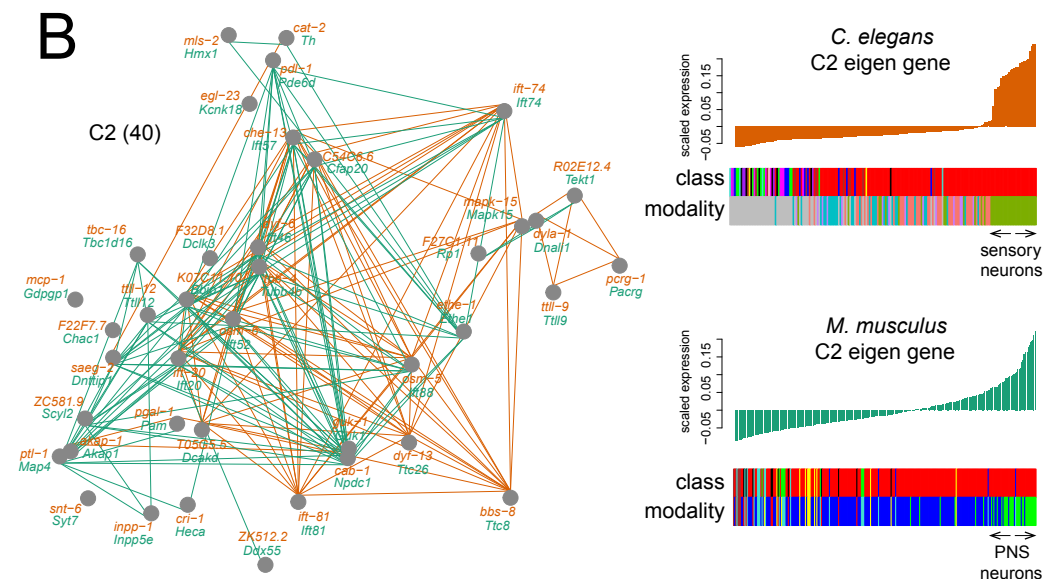 B
C2 (40)
mls−2
Hmx1
cat−2
Th
pdl−1
Pde6d
egl−23
Kcnk18
ift−74
Ift74
che−13
Ift57
C54C6.6
Cfap20
R02E12.4
Tekt1
mapk−15
Mapk15
dyla−1
Dnali1
F27C1.11
Rp1
pcrg−1
Pacrg
ttll−9
Ttll9
tbc−16
Tbc1d16
F32D8.1
Dclk3
Ift46
mcp−1
Gdpgp1
ttll−12
Ttll12
Tubb4b
ethe−1
Ethe1
F22F7.7
Chac1
Ift52
saeg−2
Dnttip1
ift−20
Ift20
osm−5
Ift88
ZC581.9
Scyl2
pgal−1
Pam
T05G5.5
Dcakd
akap−1
Akap1
ptl−1
Map4
cab−1
Npdc1
dyf−13
Ttc26
snt−6
Syt7
inpp−1
Inpp5e
cri−1
Heca
ZK512.2
Ddx55
ift−81
Ift81
bbs−8
Ttc8
C. elegans
C2 eigen gene
scaled expression
0.15
0.05
−0.05
class
modality
sensory
neurons
M. musculus
C2 eigen gene
scaled expression
0.15
0.05
−0.05
class
modality
PNS
neurons